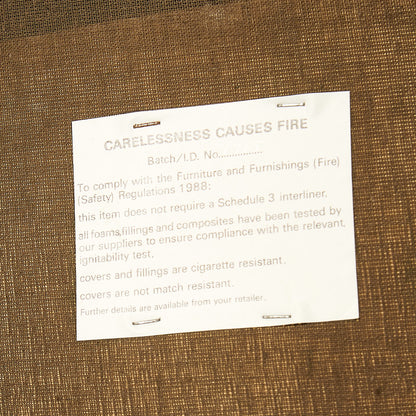 CARELESSNESS CAUSES FIRE
Batch/I.D. No...............
To comply with the Furniture and Furnishings (Fire)
(Safety) Regulations 1988:
this item does not require a Schedule 3 interliner.
all foams,fillings and composites have been tested by
our suppliers to ensure compliance with the relevant
ignitability test.
covers and fillings are cigarette resistant.
covers are not match resistant.
Further details are available from your retailer.